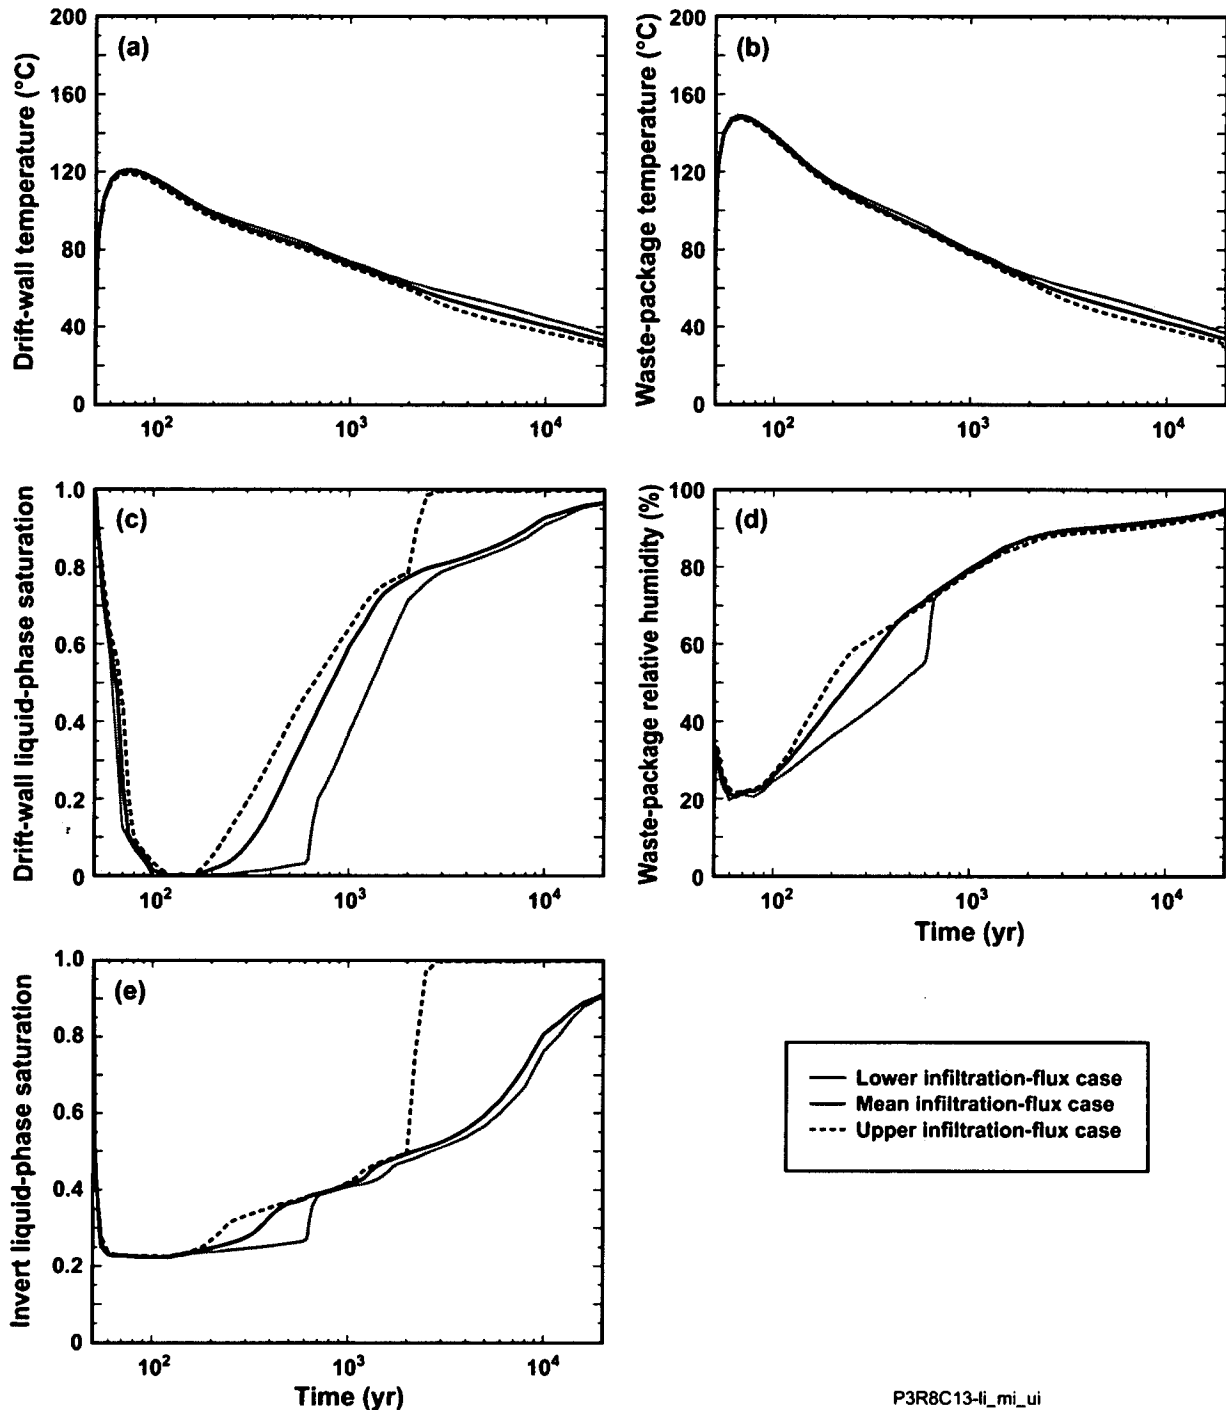 (a)
Drift-wall temperature (°C)
200
160
120
80
40
0
10²
10³
10⁴
(b)
Waste-package temperature (°C)
200
160
120
80
40
0
10²
10³
10⁴
(c)
Drift-wall liquid-phase saturation
1.0
0.8
0.6
0.4
0.2
0
10²
10³
10⁴
(d)
Waste-package relative humidity (%)
100
80
60
40
20
0
10²
10³
10⁴
Time (yr)
(e)
Invert liquid-phase saturation
1.0
0.8
0.6
0.4
0.2
0
10²
10³
10⁴
Time (yr)
Lower infiltration-flux case
Mean infiltration-flux case
Upper infiltration-flux case
P3R8C13-li_mi_ui